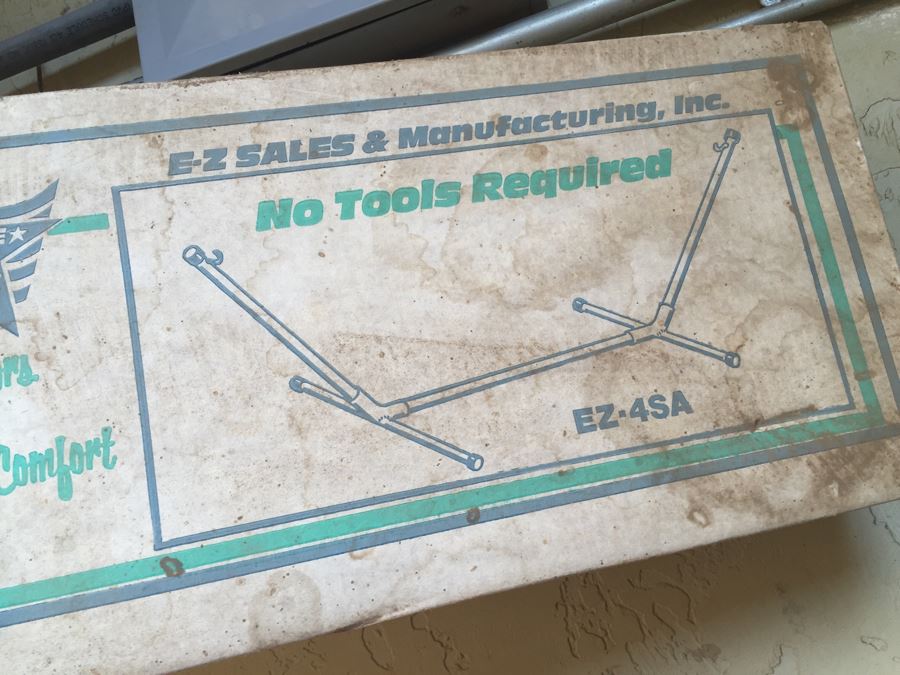 E-Z SALES & Manufacturing, Inc.
No Tools Required
EZ-4SA
Comfort